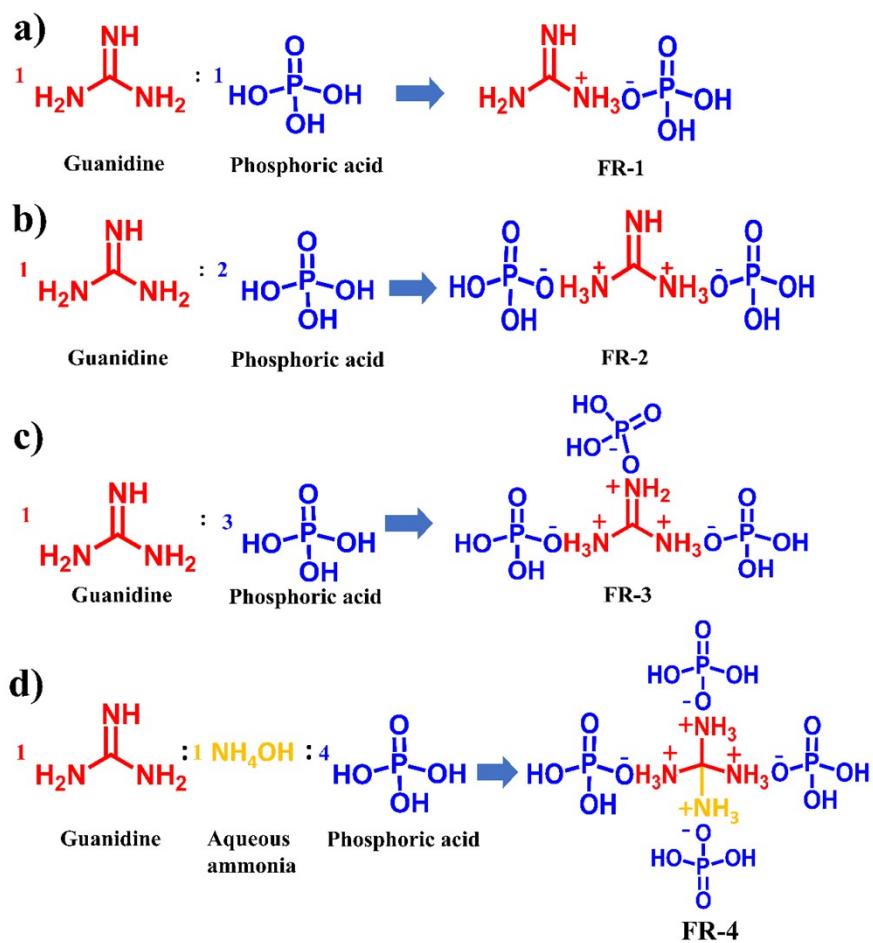 a)
1
NH
H₂N NH₂
: 1
O
P
HO OH
OH
NH
H₂N NH₃
+
-
O
O P OH
OH
Guanidine Phosphoric acid FR-1
b)
1
NH
H₂N NH₂
: 2
O
P
HO OH
OH
O
HO P O
-
OH
NH
+ +
H₃N NH₃
O
-
O P OH
OH
Guanidine Phosphoric acid FR-2
c)
1
NH
H₂N NH₂
: 3
O
P
HO OH
OH
HO O
P
HO -
O
+ NH₂
O
HO P O
-
OH
+ +
H₃N NH₃
O
-
O P OH
OH
Guanidine Phosphoric acid FR-3
d)
1
NH
H₂N NH₂
:1 NH₄OH : 4
O
P
HO OH
OH
O
HO P OH
-O
+NH₃
O
HO P O
-
OH
+ +
H₃N NH₃
O
-
O P OH
OH
+NH₃
-O
HO P OH
O
Guanidine Aqueous ammonia Phosphoric acid
FR-4